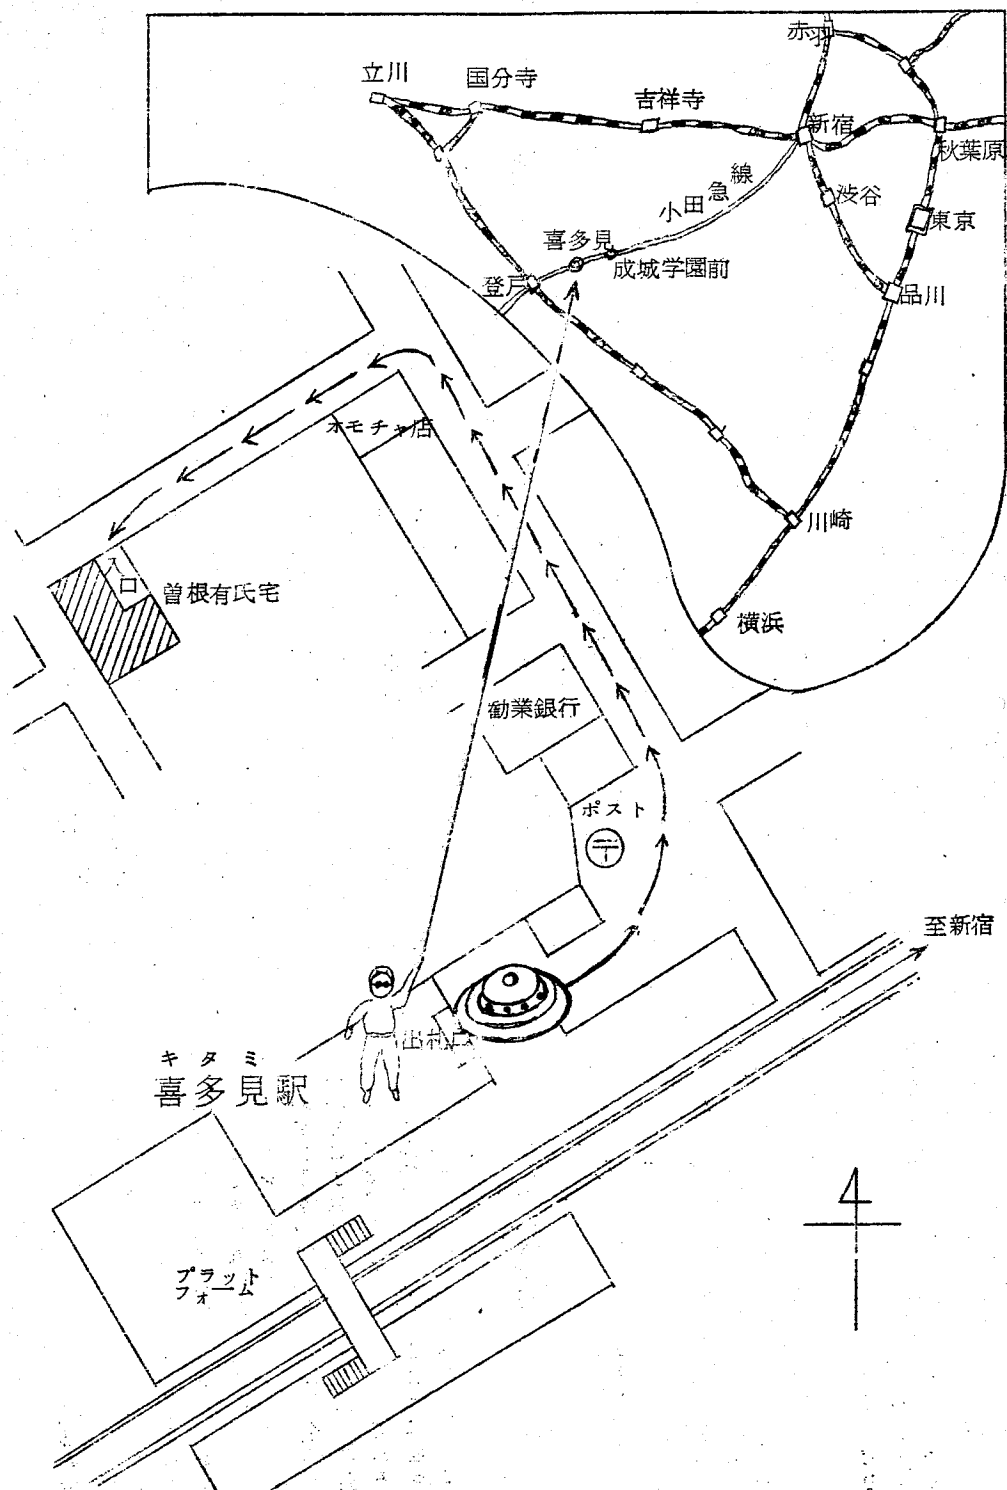 赤羽
立川
国分寺
吉祥寺
新宿
秋葉原
小田急線
渋谷
東京
喜多見
成城学園前
登戸
品川
オモチャ店
川崎
入口
曽根有氏宅
横浜
勧業銀行
ポスト
〒
至新宿
キタミ
喜多見駅
プラット
フォーム